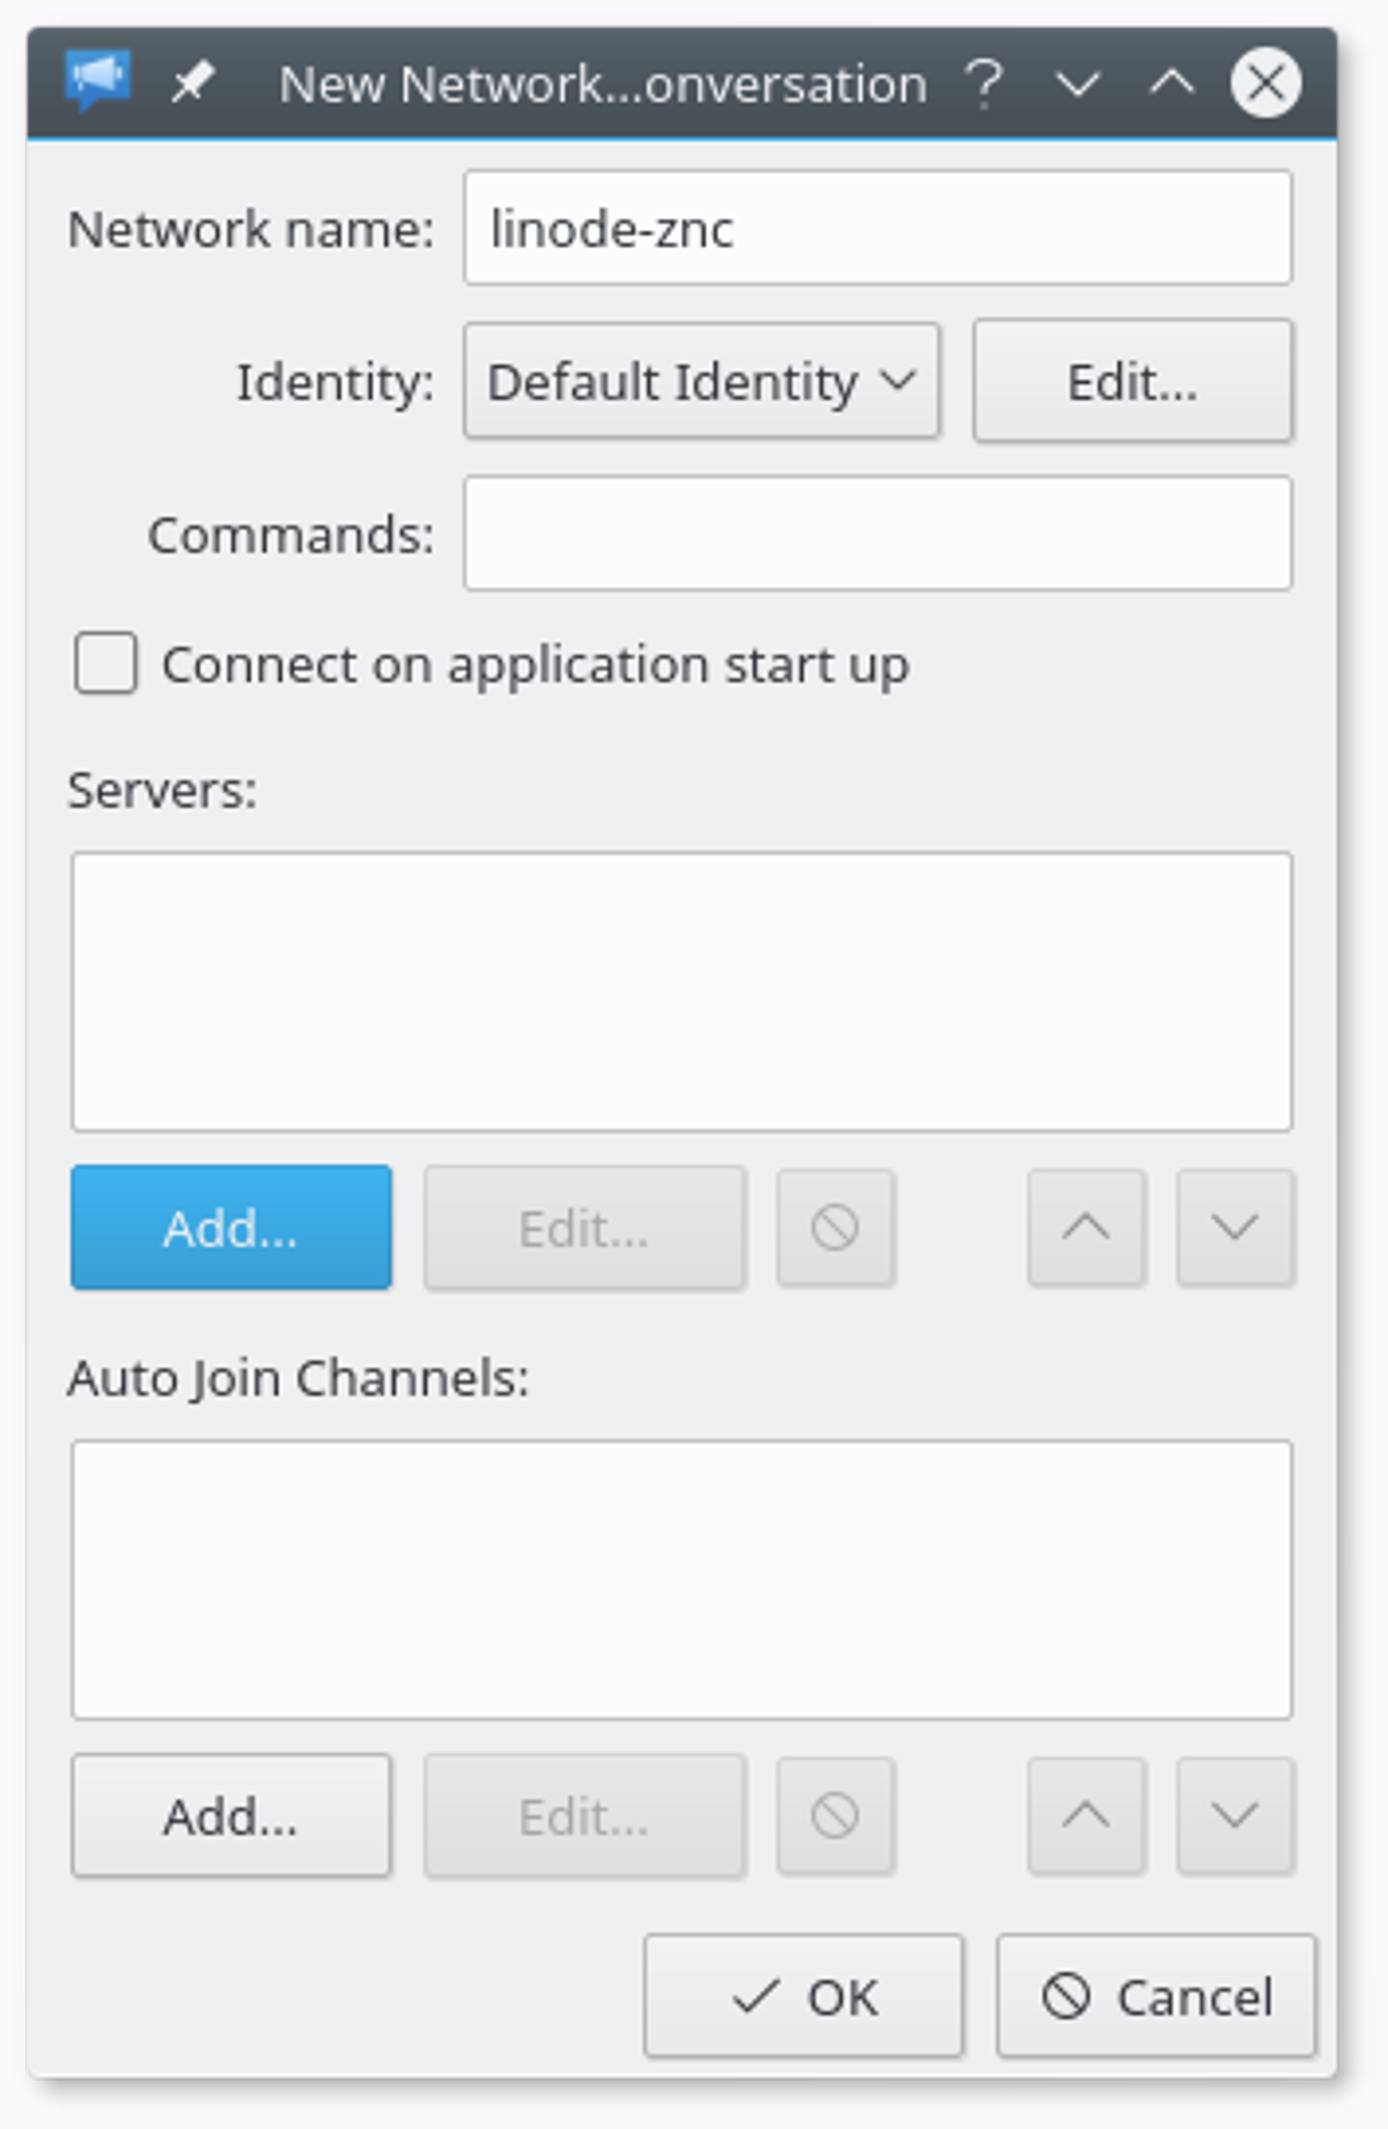 New Network...onversation
Network name: linode-znc
Identity: Default Identity Edit...
Commands:
Connect on application start up
Servers:
Add... Edit...
Auto Join Channels:
Add... Edit...
OK Cancel